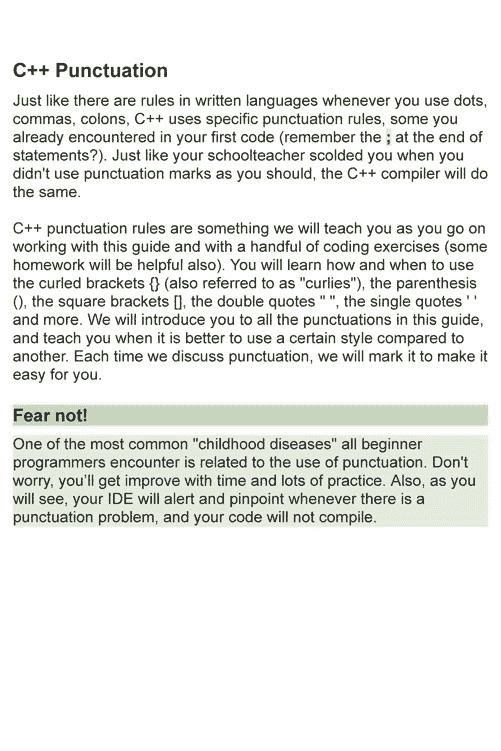 C++ Punctuation
Just like there are rules in written languages whenever you use dots,
commas, colons, C++ uses specific punctuation rules, some you
already encountered in your first code (remember the ; at the end of
statements?). Just like your schoolteacher scolded you when you
didn't use punctuation marks as you should, the C++ compiler will do
the same.
C++ punctuation rules are something we will teach you as you go on
working with this guide and with a handful of coding exercises (some
homework will be helpful also). You will learn how and when to use
the curled brackets {} (also referred to as "curlies"), the parenthesis
(), the square brackets [], the double quotes " ", the single quotes ' '
and more. We will introduce you to all the punctuations in this guide,
and teach you when it is better to use a certain style compared to
another. Each time we discuss punctuation, we will mark it to make it
easy for you.
Fear not!
One of the most common "childhood diseases" all beginner
programmers encounter is related to the use of punctuation. Don't
worry, you’ll get improve with time and lots of practice. Also, as you
will see, your IDE will alert and pinpoint whenever there is a
punctuation problem, and your code will not compile.